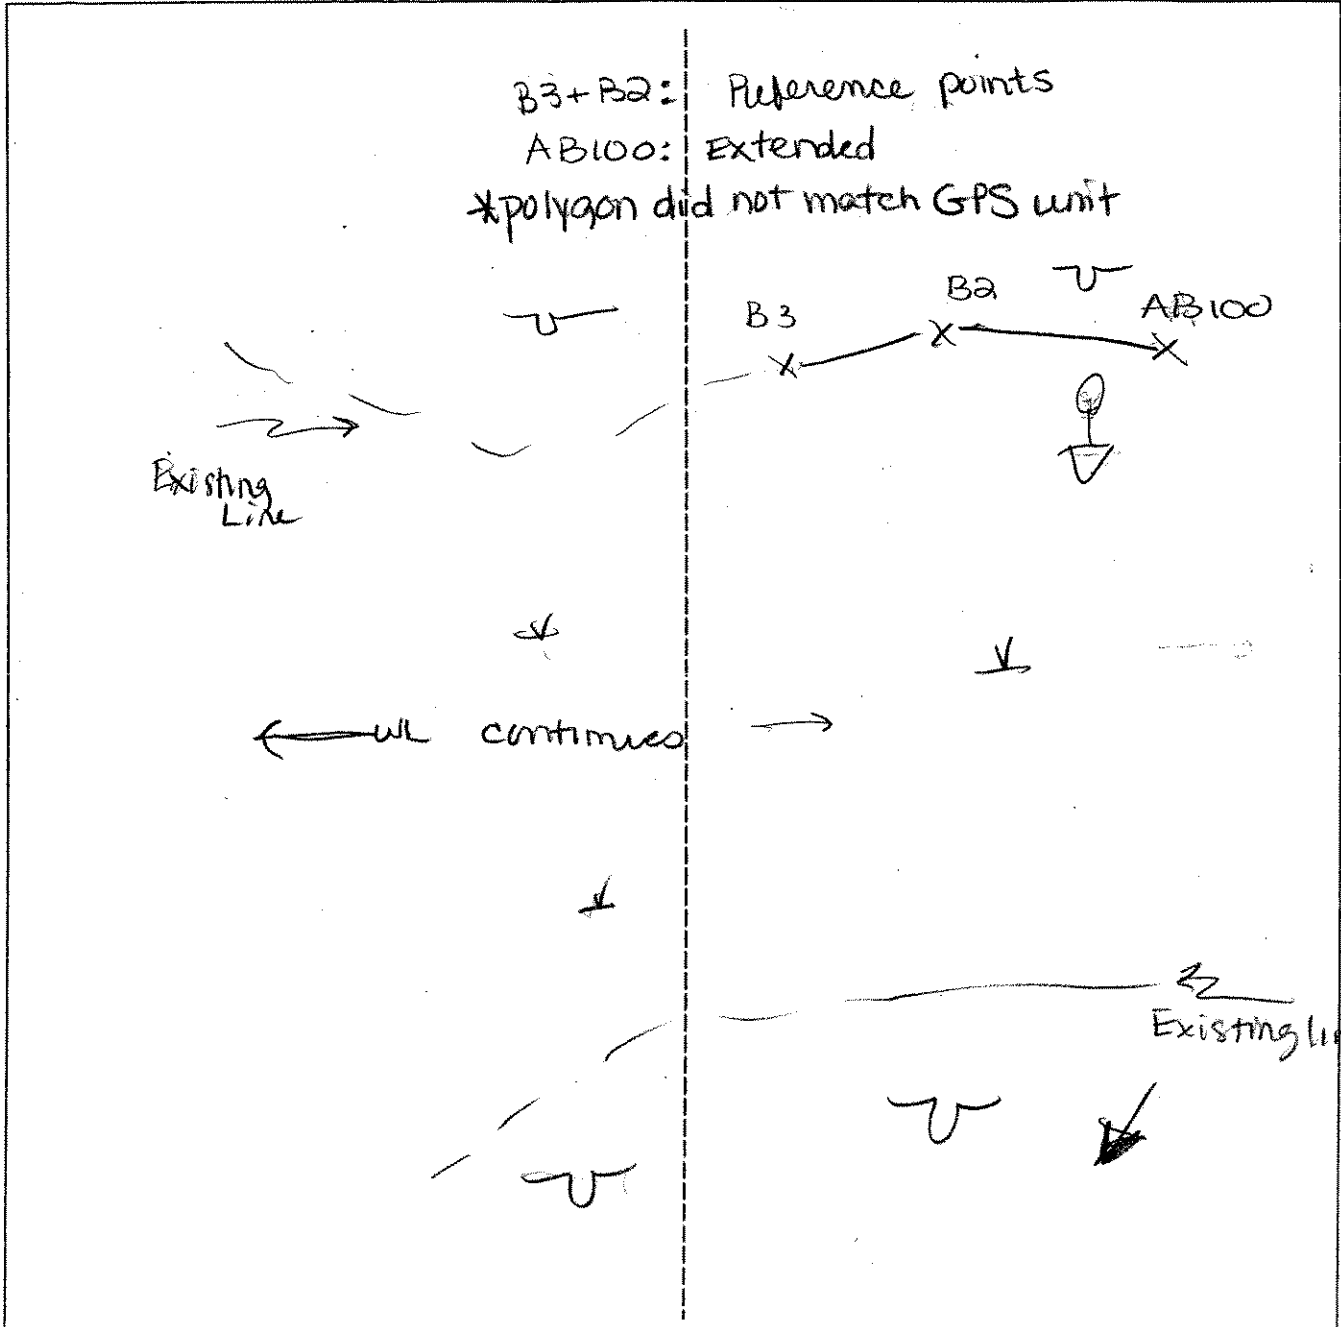 B3+B2: Reference points
AB100: Extended
*polygon did not match GPS unit
B3
B2
AB100
Existing
Line
WL continues
Existing li